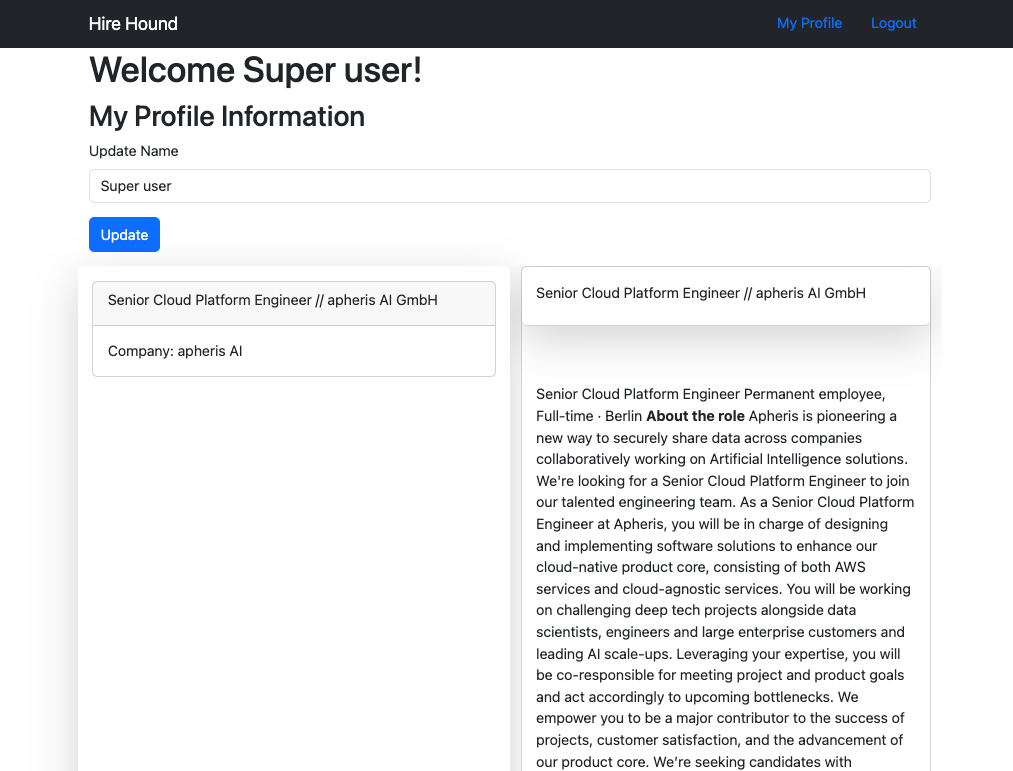 Hire Hound
My Profile
Logout
Welcome Super user!
My Profile Information
Update Name
Super user
Update
Senior Cloud Platform Engineer // apheris AI GmbH
Company: apheris AI
Senior Cloud Platform Engineer // apheris AI GmbH
Senior Cloud Platform Engineer Permanent employee,
Full-time · Berlin About the role Apheris is pioneering a
new way to securely share data across companies
collaboratively working on Artificial Intelligence solutions.
We're looking for a Senior Cloud Platform Engineer to join
our talented engineering team. As a Senior Cloud Platform
Engineer at Apheris, you will be in charge of designing
and implementing software solutions to enhance our
cloud-native product core, consisting of both AWS
services and cloud-agnostic services. You will be working
on challenging deep tech projects alongside data
scientists, engineers and large enterprise customers and
leading AI scale-ups. Leveraging your expertise, you will
be co-responsible for meeting project and product goals
and act accordingly to upcoming bottlenecks. We
empower you to be a major contributor to the success of
projects, customer satisfaction, and the advancement of
our product core. We’re seeking candidates with